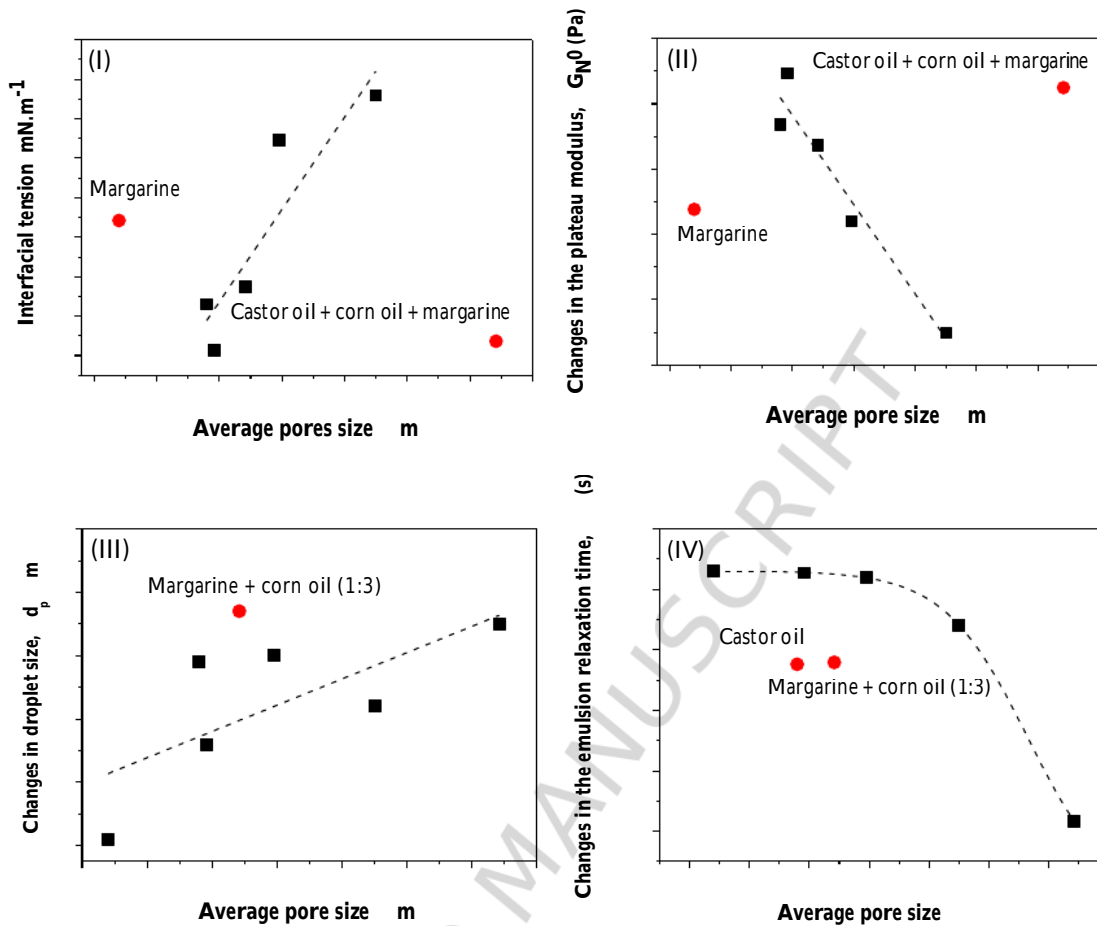 (I)
Interfacial tension mN.m-1
Margarine
Castor oil + corn oil + margarine
Average pores size m
(II)
Changes in the plateau modulus, GN0 (Pa)
Castor oil + corn oil + margarine
Margarine
Average pore size m
(III)
Changes in droplet size, dp m
Margarine + corn oil (1:3)
Average pore size m
(IV)
Changes in the emulsion relaxation time, (s)
Castor oil
Margarine + corn oil (1:3)
Average pore size
MANUSCRIPT